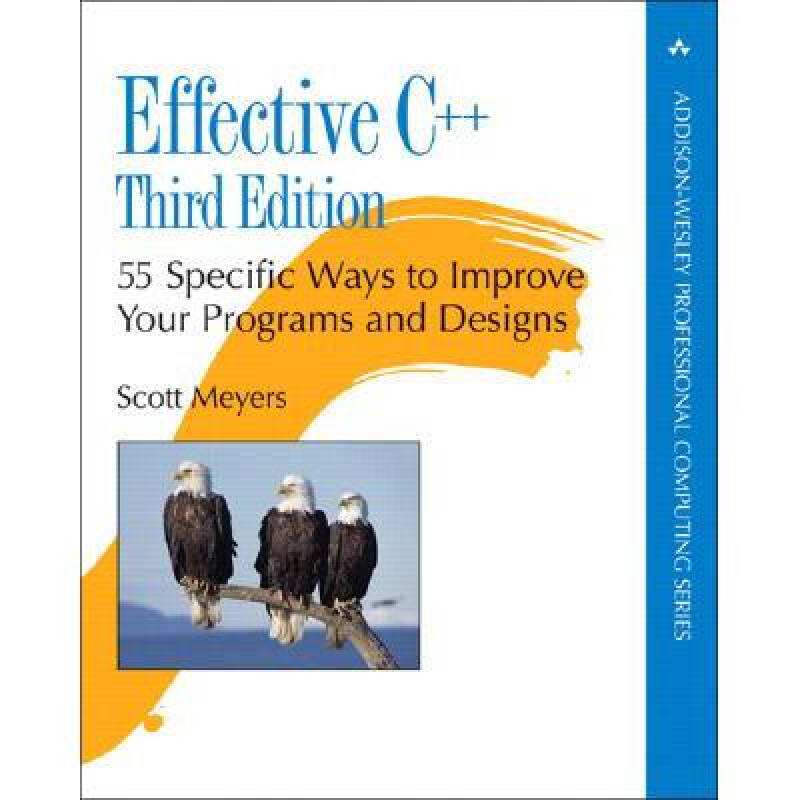 Effective C++
Third Edition
55 Specific Ways to Improve
Your Programs and Designs
Scott Meyers
ADDISON-WESLEY PROFESSIONAL COMPUTING SERIES